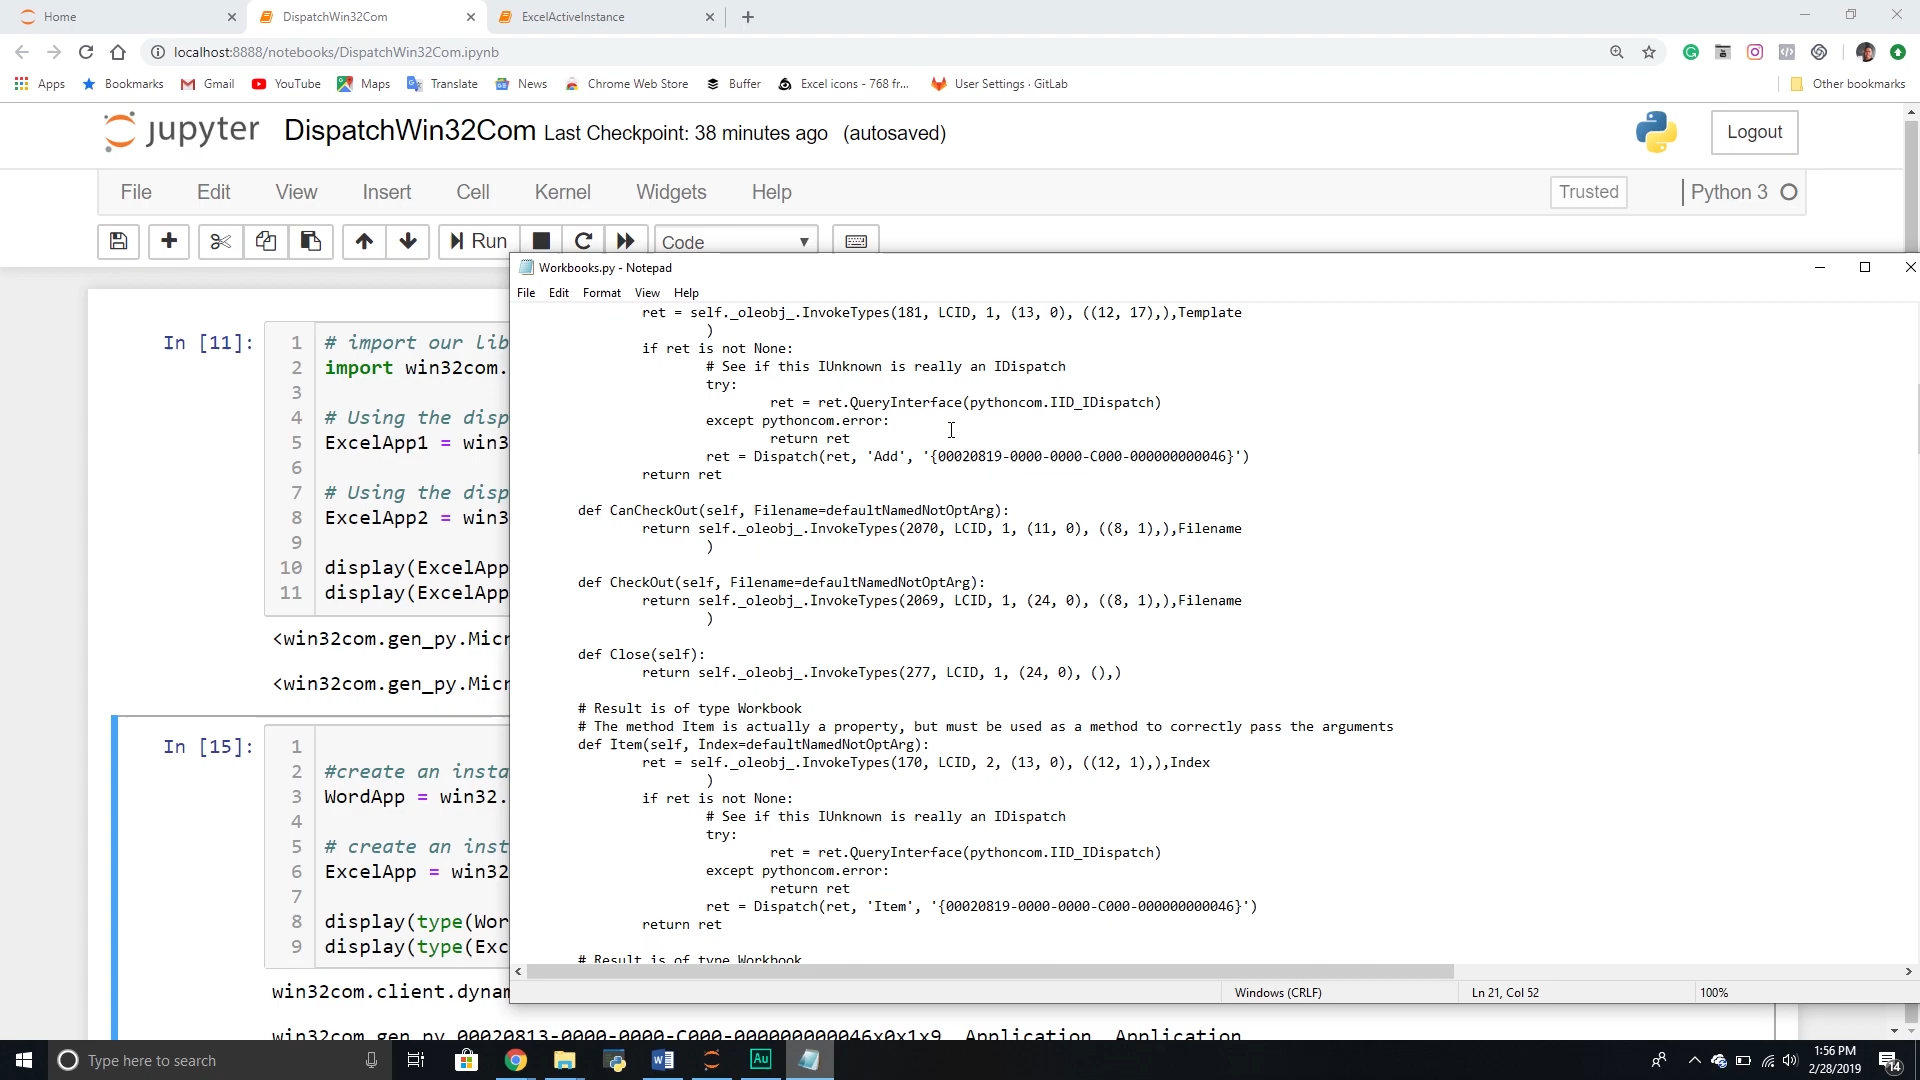 Home
DispatchWin32Com
ExcelActiveInstance
localhost:8888/notebooks/DispatchWin32Com.ipynb
Apps Bookmarks Gmail YouTube Maps Translate News Chrome Web Store Buffer Excel icons - 768 fr... User Settings · GitLab Other bookmarks
jupyter DispatchWin32Com Last Checkpoint: 38 minutes ago (autosaved)
Logout
File Edit View Insert Cell Kernel Widgets Help Trusted Python 3
Run Code
Workbooks.py - Notepad
File Edit Format View Help
ret = self._oleobj_.InvokeTypes(181, LCID, 1, (13, 0), ((12, 17),),Template
)
if ret is not None:
# See if this IUnknown is really an IDispatch
try:
ret = ret.QueryInterface(pythoncom.IID_IDispatch)
except pythoncom.error:
return ret
ret = Dispatch(ret, 'Add', '{00020819-0000-0000-C000-000000000046}')
return ret
def CanCheckOut(self, Filename=defaultNamedNotOptArg):
return self._oleobj_.InvokeTypes(2070, LCID, 1, (11, 0), ((8, 1),),Filename
)
def CheckOut(self, Filename=defaultNamedNotOptArg):
return self._oleobj_.InvokeTypes(2069, LCID, 1, (24, 0), ((8, 1),),Filename
)
def Close(self):
return self._oleobj_.InvokeTypes(277, LCID, 1, (24, 0), (),)
# Result is of type Workbook
# The method Item is actually a property, but must be used as a method to correctly pass the arguments
def Item(self, Index=defaultNamedNotOptArg):
ret = self._oleobj_.InvokeTypes(170, LCID, 2, (13, 0), ((12, 1),),Index
)
if ret is not None:
# See if this IUnknown is really an IDispatch
try:
ret = ret.QueryInterface(pythoncom.IID_IDispatch)
except pythoncom.error:
return ret
ret = Dispatch(ret, 'Item', '{00020819-0000-0000-C000-000000000046}')
return ret
# Result is of type Workbook
Windows (CRLF) Ln 21, Col 52 100%
In [11]:
1 # import our lib
2 import win32com.
3
4 # Using the disp
5 ExcelApp1 = win3
6
7 # Using the disp
8 ExcelApp2 = win3
9
10 display(ExcelApp
11 display(ExcelApp
<win32com.gen_py.Micr
<win32com.gen_py.Micr
In [15]:
1
2 #create an insta
3 WordApp = win32.
4
5 # create an inst
6 ExcelApp = win32
7
8 display(type(Wor
9 display(type(Exc
win32com.client.dynam
win32com.gen_py.00020813-0000-0000-C000-000000000046x0x1x9._Application._Application
Type here to search
Au
1:56 PM
2/28/2019
14